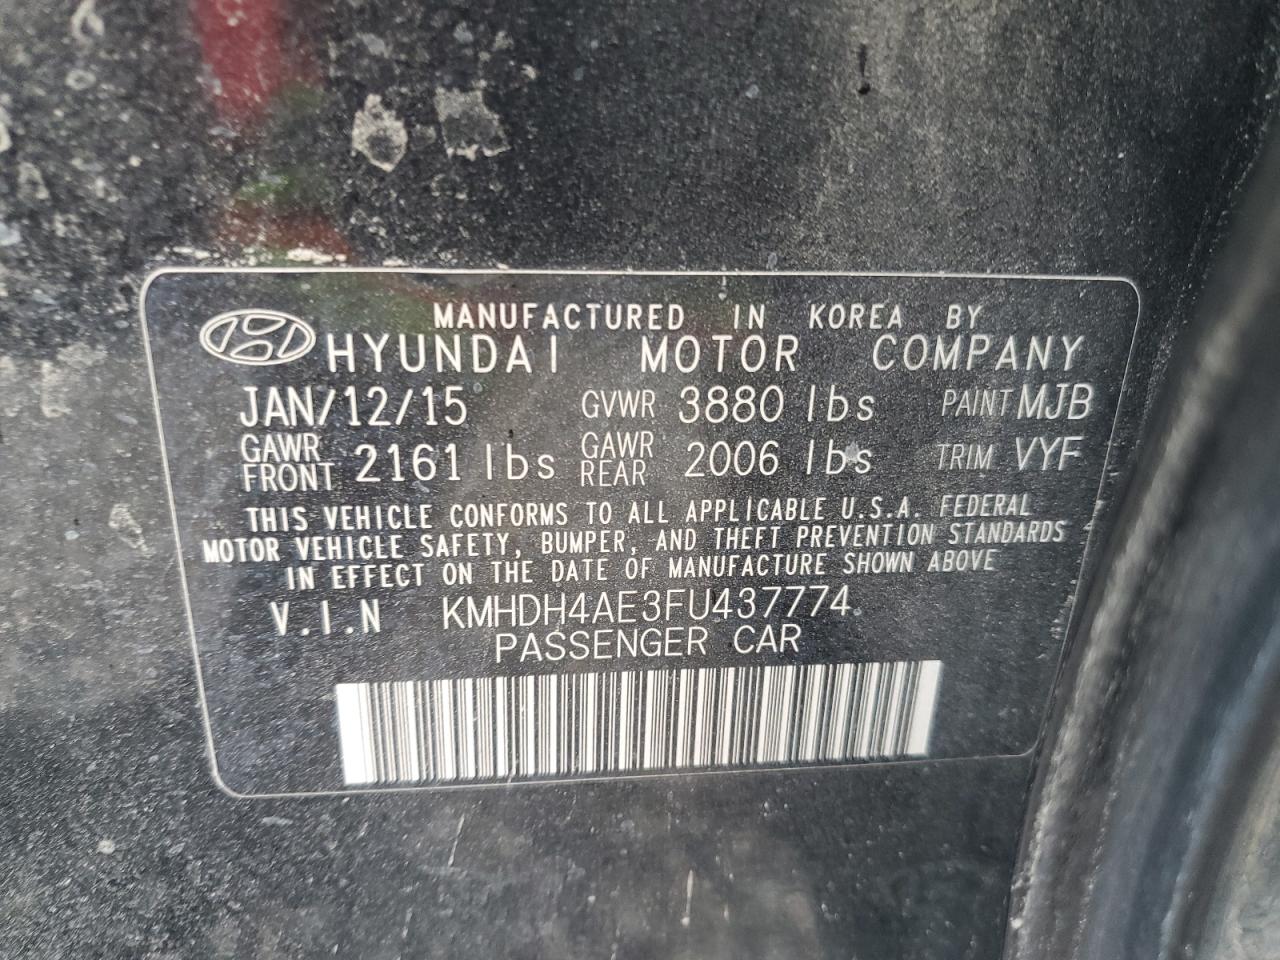 MANUFACTURED IN KOREA BY
HYUNDAI MOTOR COMPANY
JAN/12/15 GVWR 3880 lbs PAINT MJB
GAWR FRONT 2161 lbs GAWR REAR 2006 lbs TRIM VYF
THIS VEHICLE CONFORMS TO ALL APPLICABLE U.S.A. FEDERAL
MOTOR VEHICLE SAFETY, BUMPER, AND THEFT PREVENTION STANDARDS
IN EFFECT ON THE DATE OF MANUFACTURE SHOWN ABOVE
V.I.N KMHDH4AE3FU437774
PASSENGER CAR